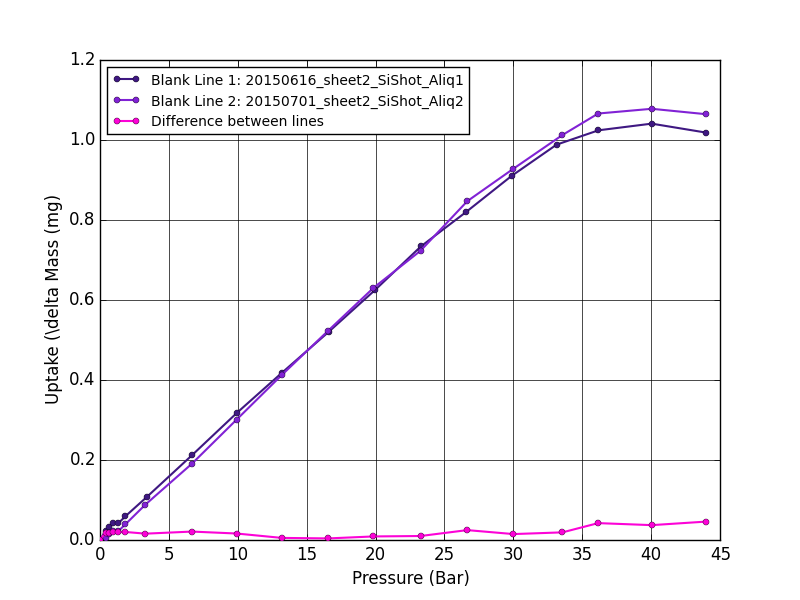 Blank Line 1: 20150616_sheet2_SiShot_Aliq1
Blank Line 2: 20150701_sheet2_SiShot_Aliq2
Difference between lines
1.2
1.0
0.8
0.6
0.4
0.2
0.0
Uptake (\delta Mass (mg)
0 5 10 15 20 25 30 35 40 45
Pressure (Bar)